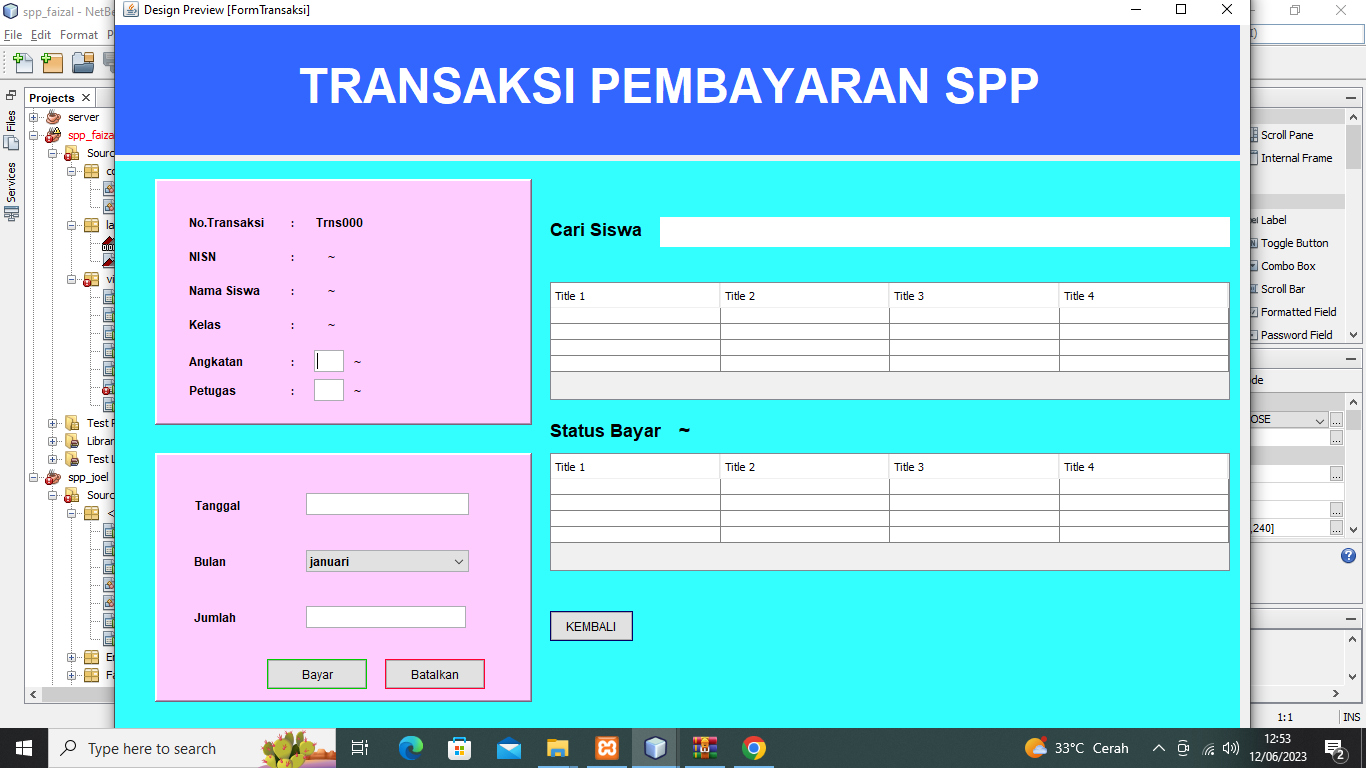 spp_faizal - NetBe
Design Preview [FormTransaksi]
File Edit Format
TRANSAKSI PEMBAYARAN SPP
Projects
Files
Services
server
spp_faiza
Sourc
co
la
vi
Test P
Librar
Test L
spp_joel
Sourc
<
En
Fa
No.Transaksi : Trns000
NISN : ~
Nama Siswa : ~
Kelas : ~
Angkatan : ~
Petugas : ~
Tanggal
Bulan januari
Jumlah
Bayar Batalkan
Cari Siswa
Title 1 Title 2 Title 3 Title 4
Status Bayar ~
Title 1 Title 2 Title 3 Title 4
KEMBALI
Scroll Pane
Internal Frame
Label
Toggle Button
Combo Box
Scroll Bar
Formatted Field
Password Field
de
OSE
...
...
...
...
,240] ...
1:1 INS
Type here to search
33°C Cerah
12:53
12/06/2023
2